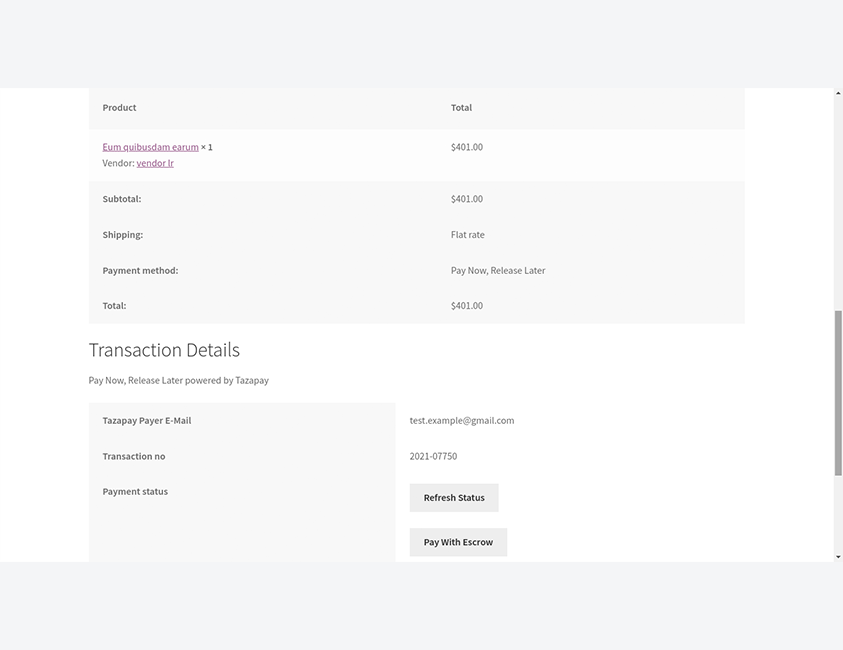 Product Total
Eum quibusdam earum × 1 $401.00
Vendor: vendor lr
Subtotal: $401.00
Shipping: Flat rate
Payment method: Pay Now, Release Later
Total: $401.00
Transaction Details
Pay Now, Release Later powered by Tazapay
Tazapay Payer E-Mail test.example@gmail.com
Transaction no 2021-07750
Payment status Refresh Status
Pay With Escrow